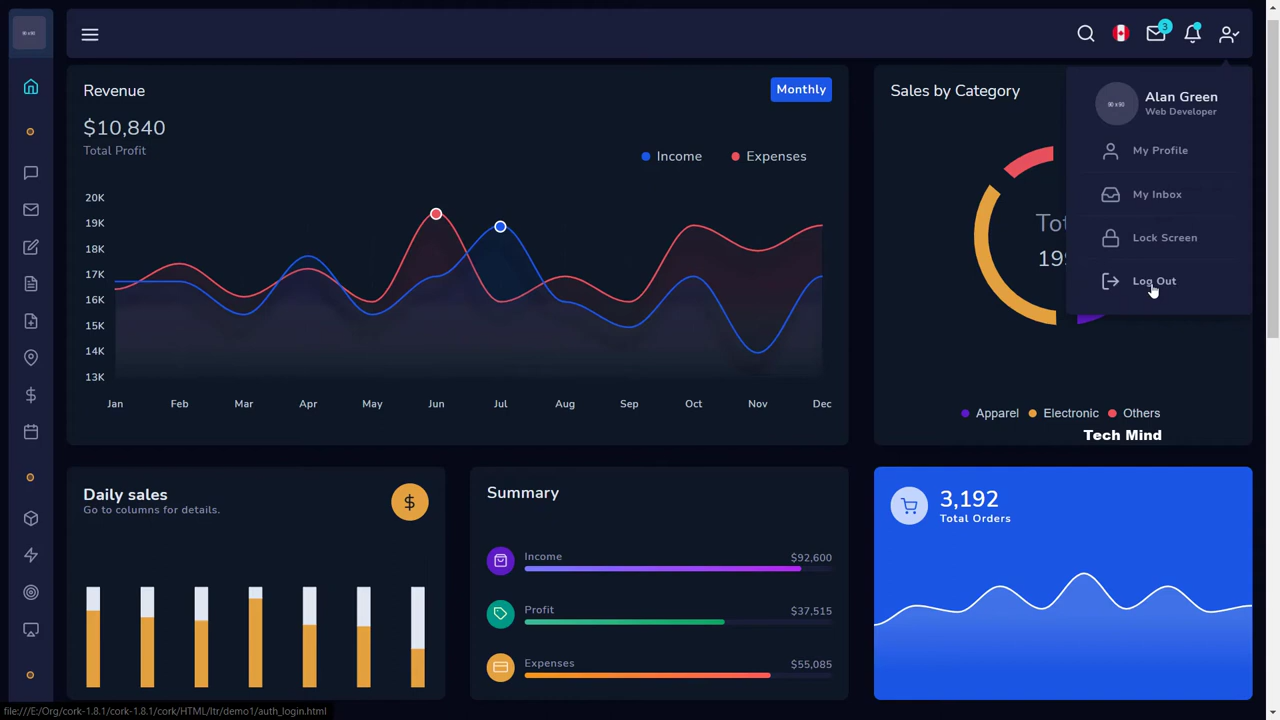 3
Revenue
Monthly
$10,840
Total Profit
Income
Expenses
20K
19K
18K
17K
16K
15K
14K
13K
Jan Feb Mar Apr May Jun Jul Aug Sep Oct Nov Dec
Sales by Category
Alan Green
Web Developer
My Profile
My Inbox
Lock Screen
Log Out
Apparel
Electronic
Others
Tech Mind
Daily sales
Go to columns for details.
$
Summary
Income $92,600
Profit $37,515
Expenses $55,085
3,192
Total Orders
file:///E:/Org/cork-1.8.1/cork-1.8.1/cork/HTML/ltr/demo1/auth_login.html